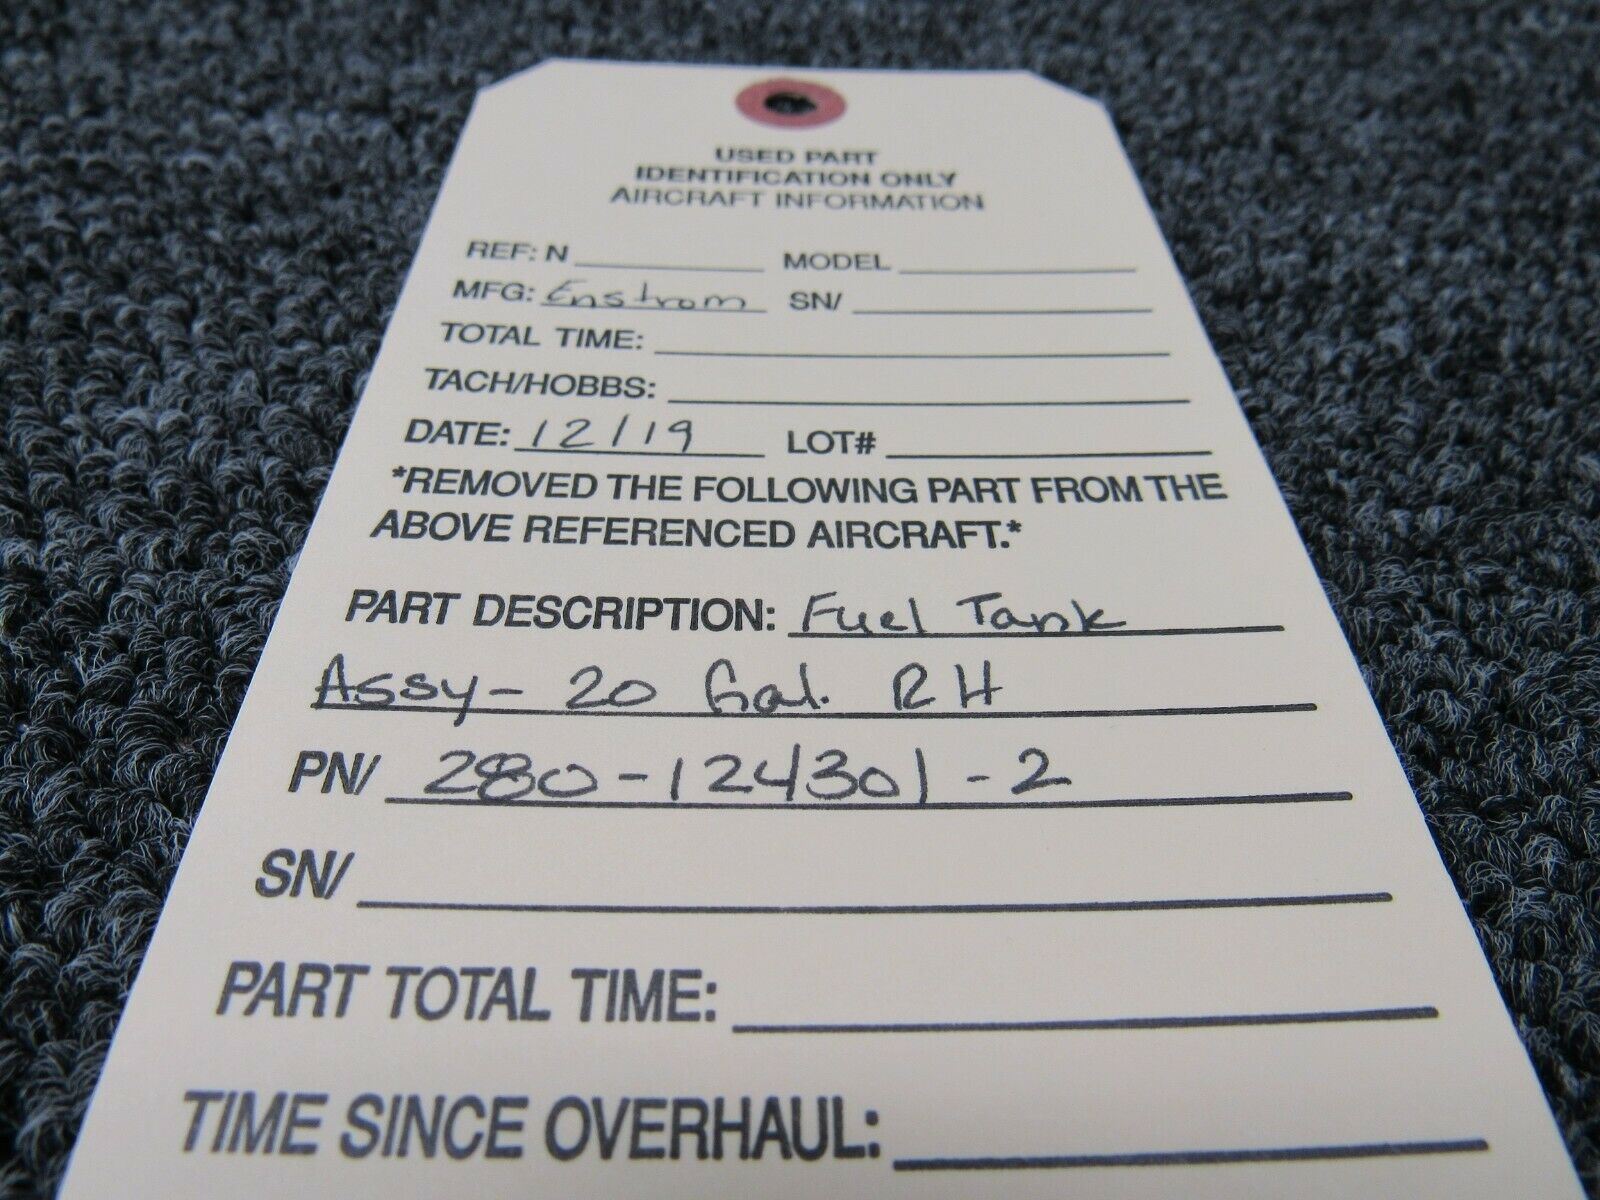 USED PART
IDENTIFICATION ONLY
AIRCRAFT INFORMATION
REF: N MODEL
MFG: Enstrom SN/
TOTAL TIME:
TACH/HOBBS:
DATE: 12/19 LOT#
*REMOVED THE FOLLOWING PART FROM THE
ABOVE REFERENCED AIRCRAFT.*
PART DESCRIPTION: Fuel Tank
Assy- 20 Gal. RH
PN/ 280-124301-2
SN/
PART TOTAL TIME:
TIME SINCE OVERHAUL: